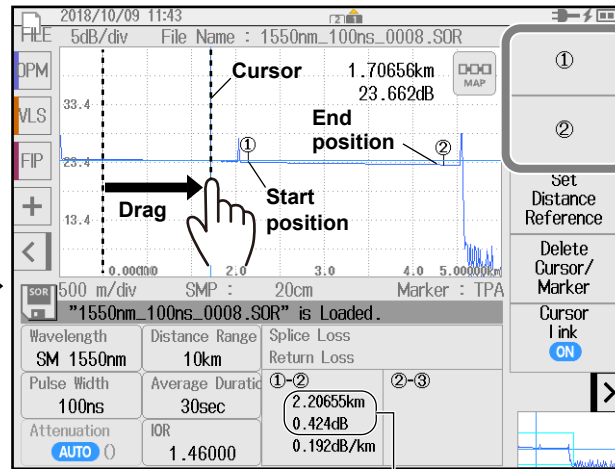 2018/10/09 11:43
2 1
FILE 5dB/div File Name : 1550nm_100ns_0008.SOR
OPM
VLS
FIP
+
<
Cursor
1.70656km
23.662dB
MAP
End
position
33.4
23.4
13.4
① ②
Start
position
Drag
0.000000 2.0 3.0 4.0 5.00000km
500 m/div SMP : 20cm Marker : TPA
SOR
"1550nm_100ns_0008.SOR" is Loaded.
Wavelength
SM 1550nm
Distance Range
10km
Splice Loss
Return Loss
Pulse Width
100ns
Average Duratio
30sec
①-② ②-③
2.20655km
0.424dB
0.192dB/km
Attenuation
AUTO ()
IOR
1.46000
①
②
Set
Distance
Reference
Delete
Cursor/
Marker
Cursor
Link
ON
>